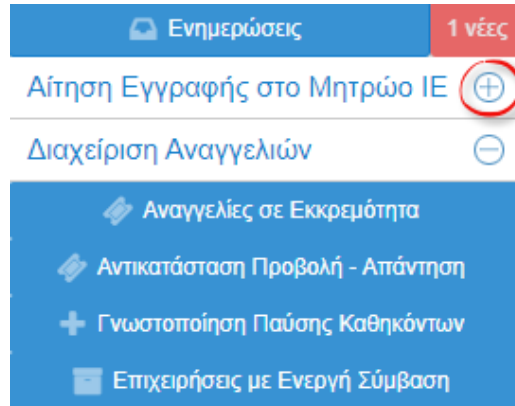 Ενημερώσεις 1 νέες
Αίτηση Εγγραφής στο Μητρώο ΙΕ
Διαχείριση Αναγγελιών
Αναγγελίες σε Εκκρεμότητα
Αντικατάσταση Προβολή - Απάντηση
Γνωστοποίηση Παύσης Καθηκόντων
Επιχειρήσεις με Ενεργή Σύμβαση